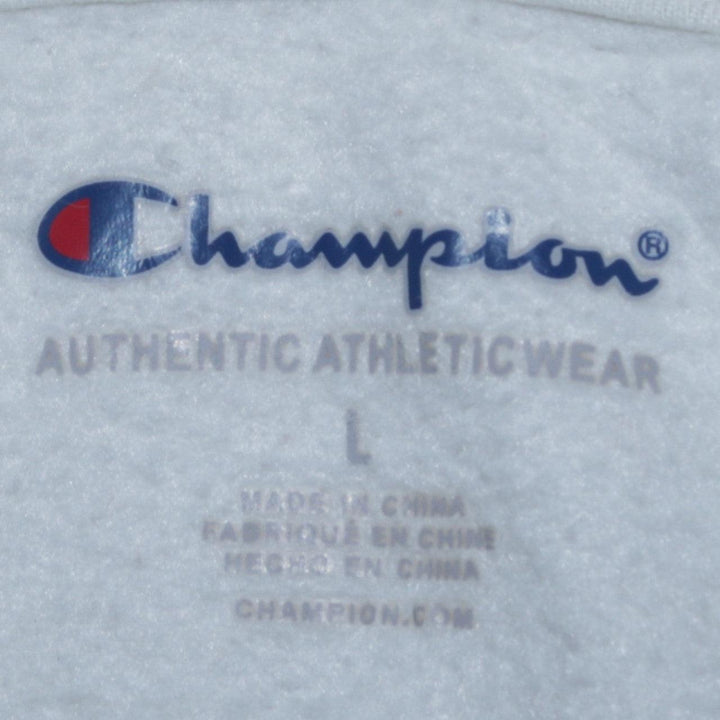 Champion®
AUTHENTIC ATHLETICWEAR
L
MADE IN CHINA
FABRIQUÉ EN CHINE
HECHO EN CHINA
CHAMPION.COM